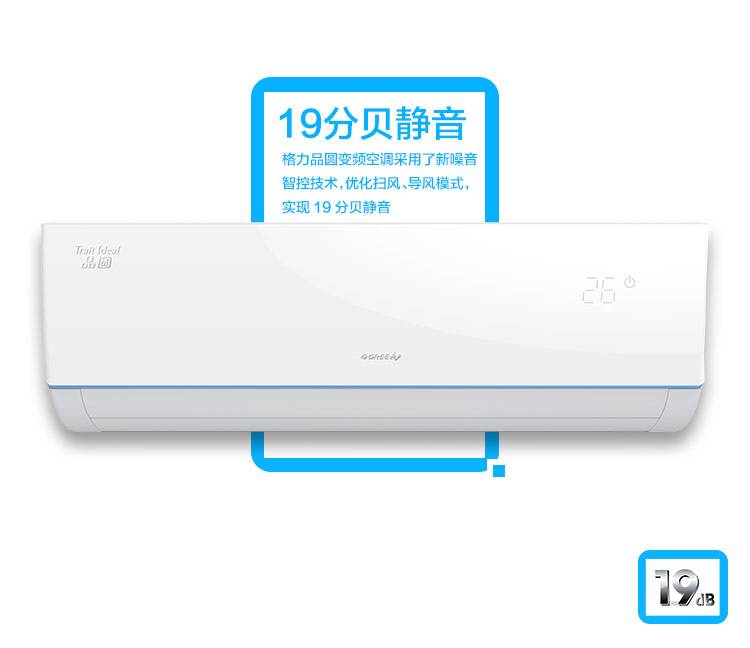 19分贝静音
格力品圆变频空调采用了新噪音
智控技术,优化扫风、导风模式,
实现 19 分贝静音
Trait Ideal
品圆
26
GREE
19dB